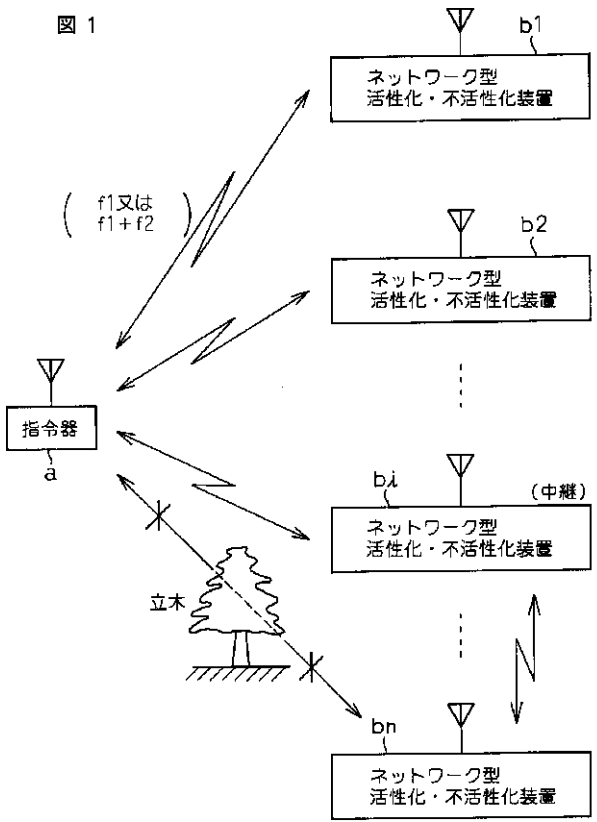 図 1
b1
ネットワーク型
活性化・不活性化装置
f1又は
f1+f2
b2
ネットワーク型
活性化・不活性化装置
指令器
a
bi
(中継)
ネットワーク型
活性化・不活性化装置
立木
bn
ネットワーク型
活性化・不活性化装置